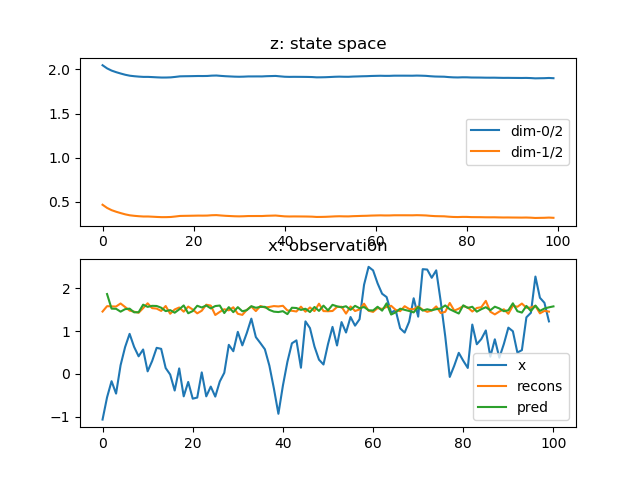 z: state space
2.0
1.5
1.0
0.5
dim-0/2
dim-1/2
0 20 40 60 80 100
x: observation
2
1
0
−1
x
recons
pred
0 20 40 60 80 100